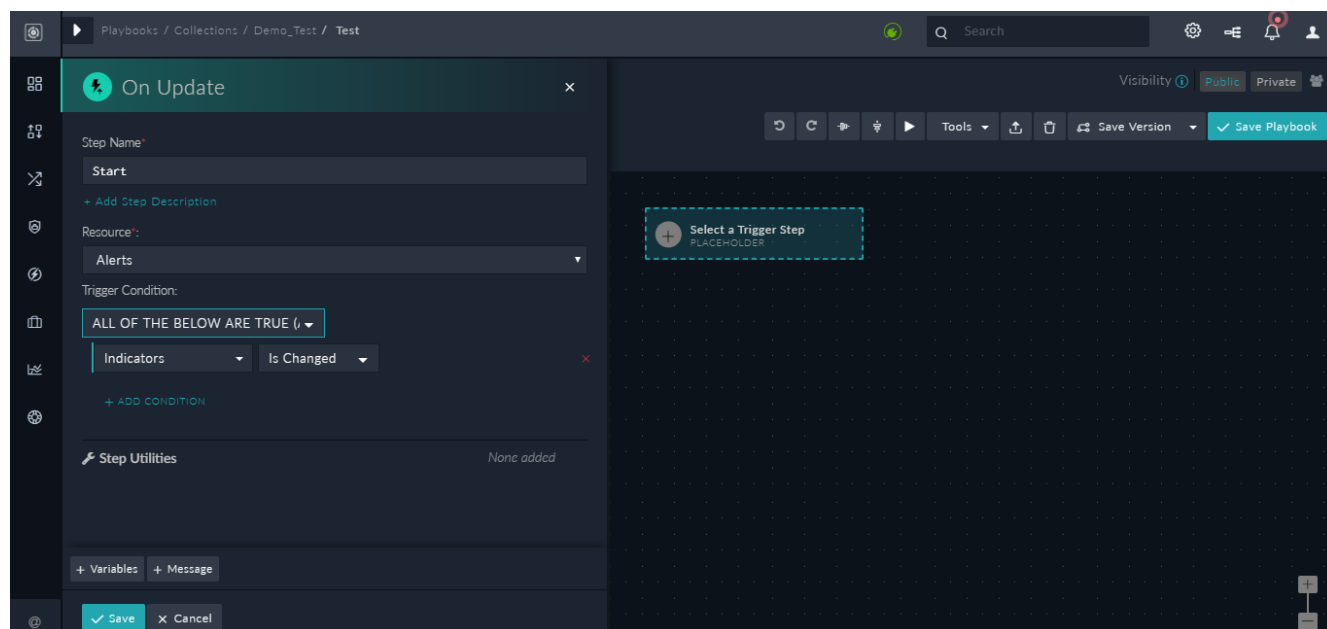 Playbooks / Collections / Demo_Test / Test
Search
On Update
×
Visibility
Public
Private
Tools
Save Version
Save Playbook
Step Name*
Start
+ Add Step Description
Resource*:
Alerts
Trigger Condition:
ALL OF THE BELOW ARE TRUE (
Indicators
Is Changed
×
+ ADD CONDITION
Select a Trigger Step
PLACEHOLDER
Step Utilities
None added
+ Variables
+ Message
@
Save
× Cancel